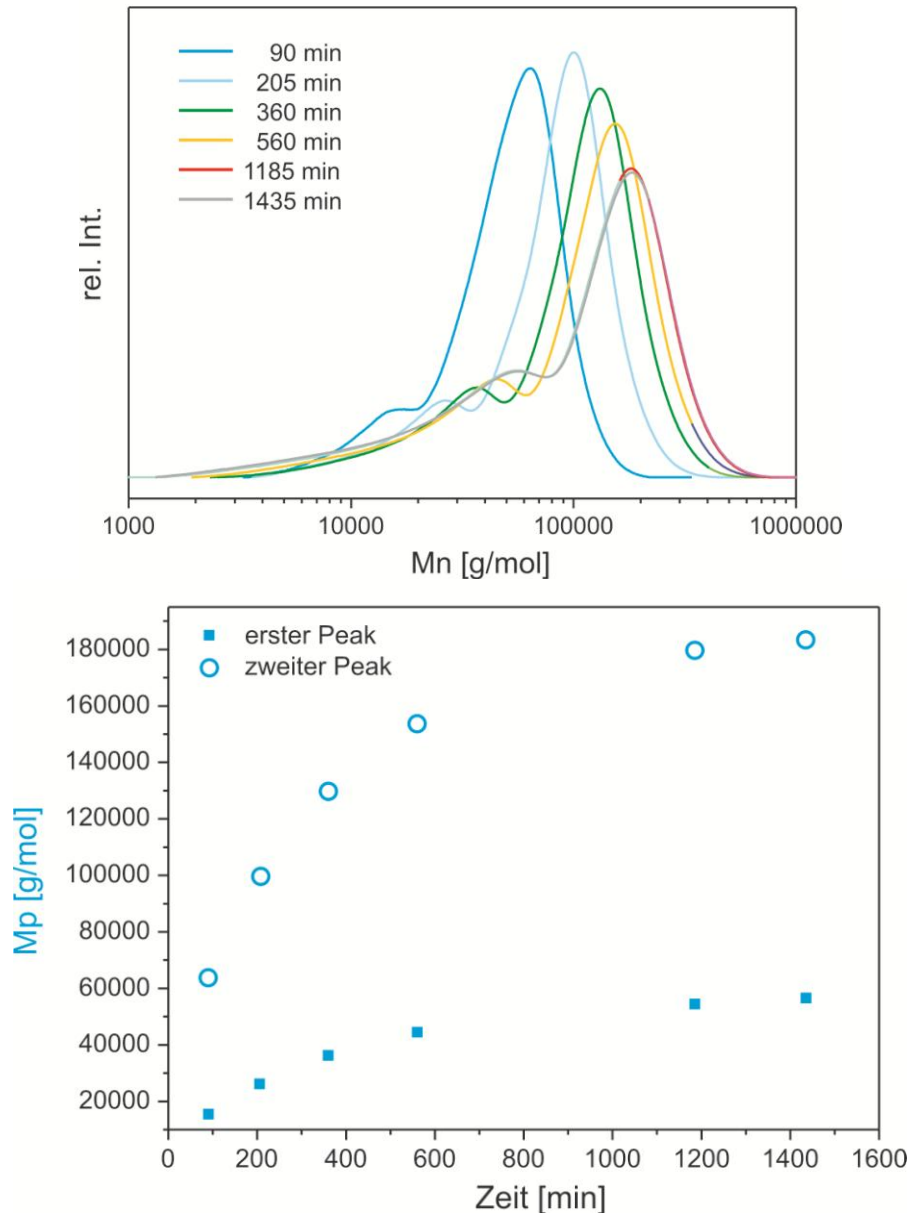 90 min
205 min
360 min
560 min
1185 min
1435 min
rel. Int.
1000
10000
100000
1000000
Mn [g/mol]
erster Peak
zweiter Peak
180000
160000
140000
120000
100000
80000
60000
40000
20000
Mp [g/mol]
0
200
400
600
800
1000
1200
1400
1600
Zeit [min]